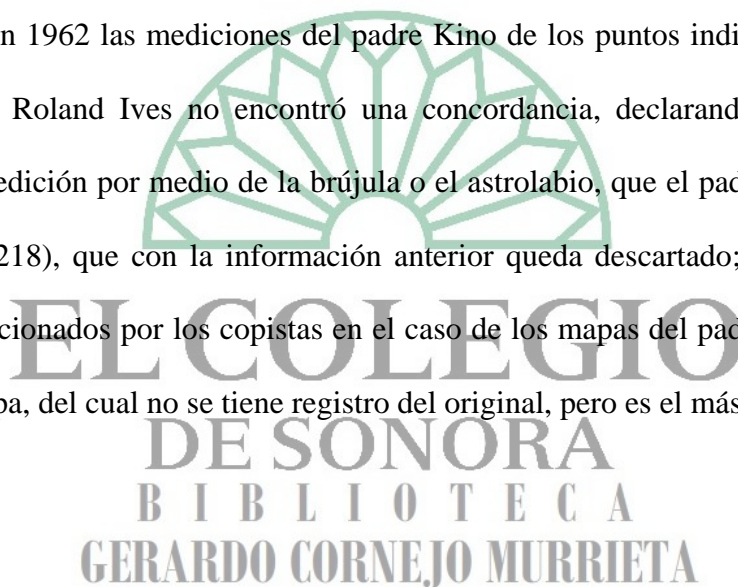 n 1962 las mediciones del padre Kino de los puntos indi
Roland Ives no encontró una concordancia, declarand
edición por medio de la brújula o el astrolabio, que el pad
218), que con la información anterior queda descartado;
cionados por los copistas en el caso de los mapas del pad
EL COLEGIO
pa, del cual no se tiene registro del original, pero es el más
DE SONORA
BIBLIOTECA
GERARDO CORNEJO MURRIETA